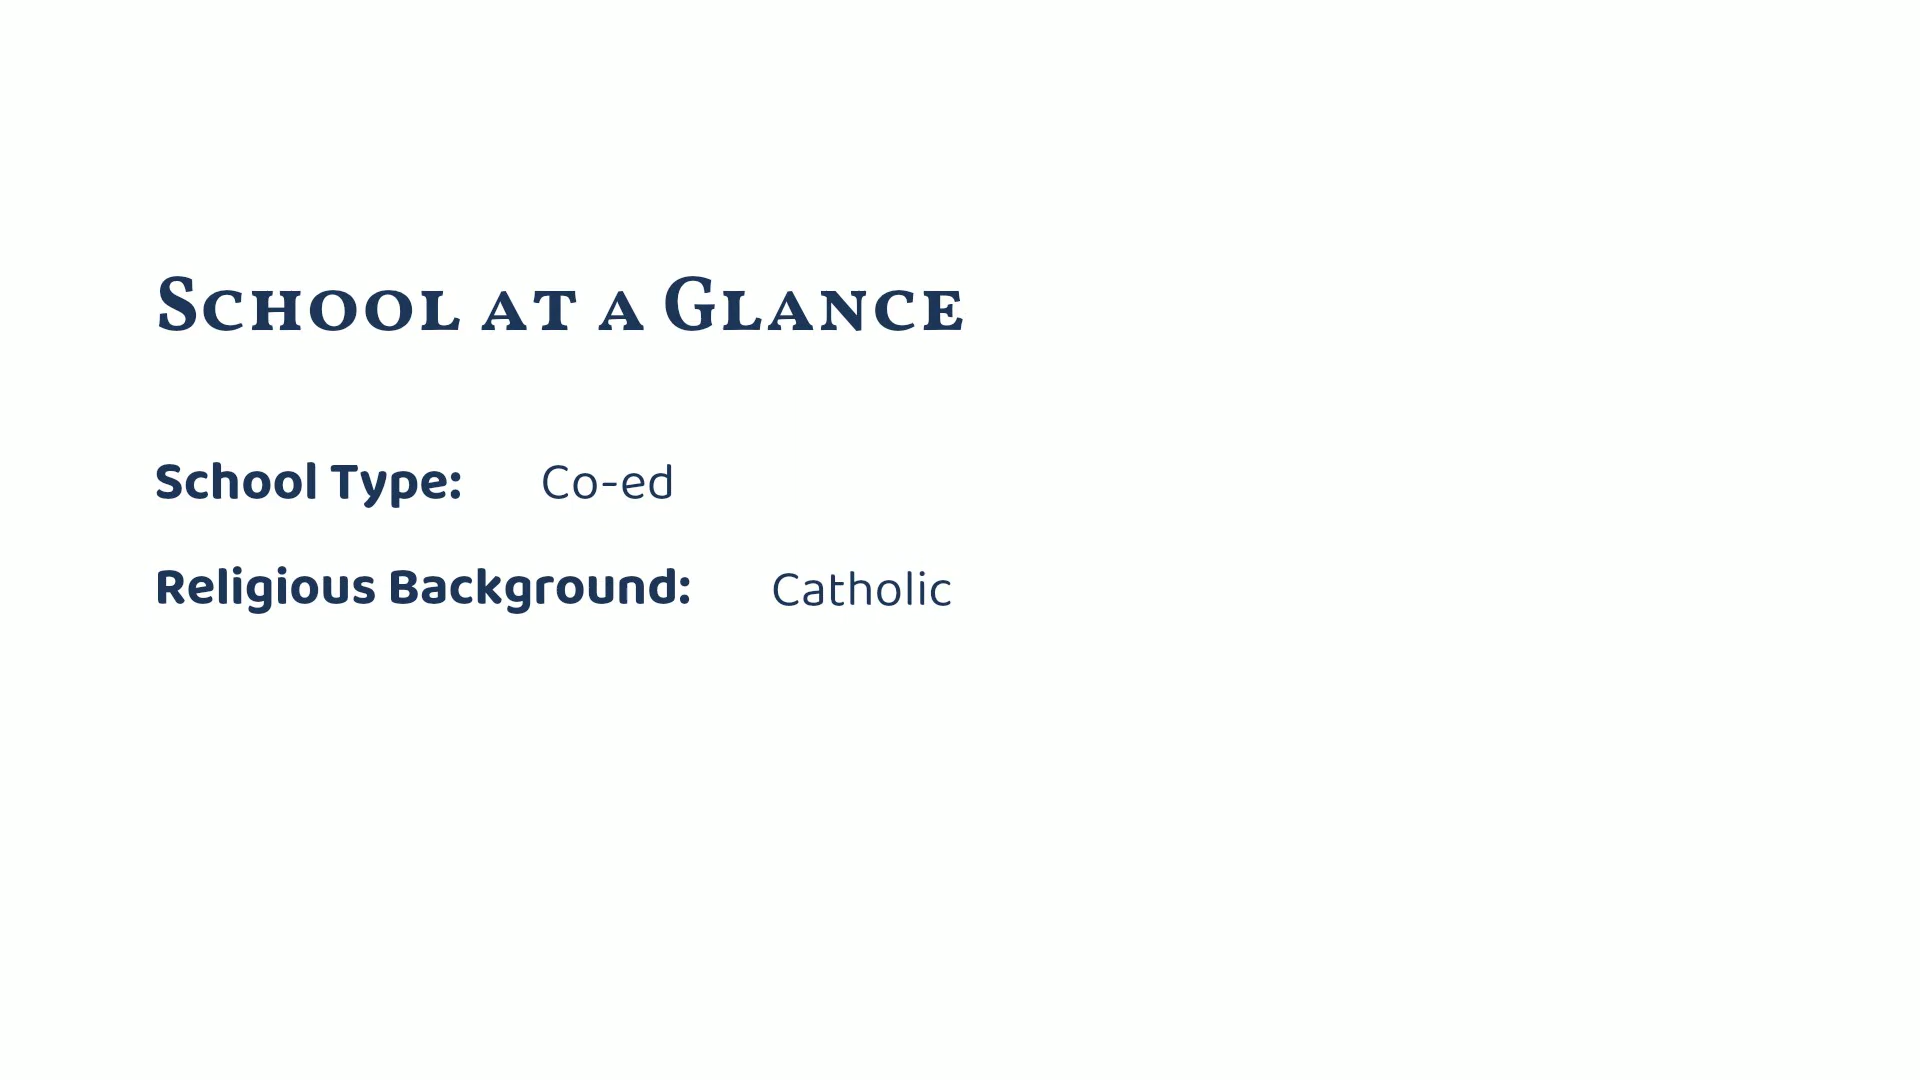 School at a Glance
School Type: Co-ed
Religious Background: Catholic